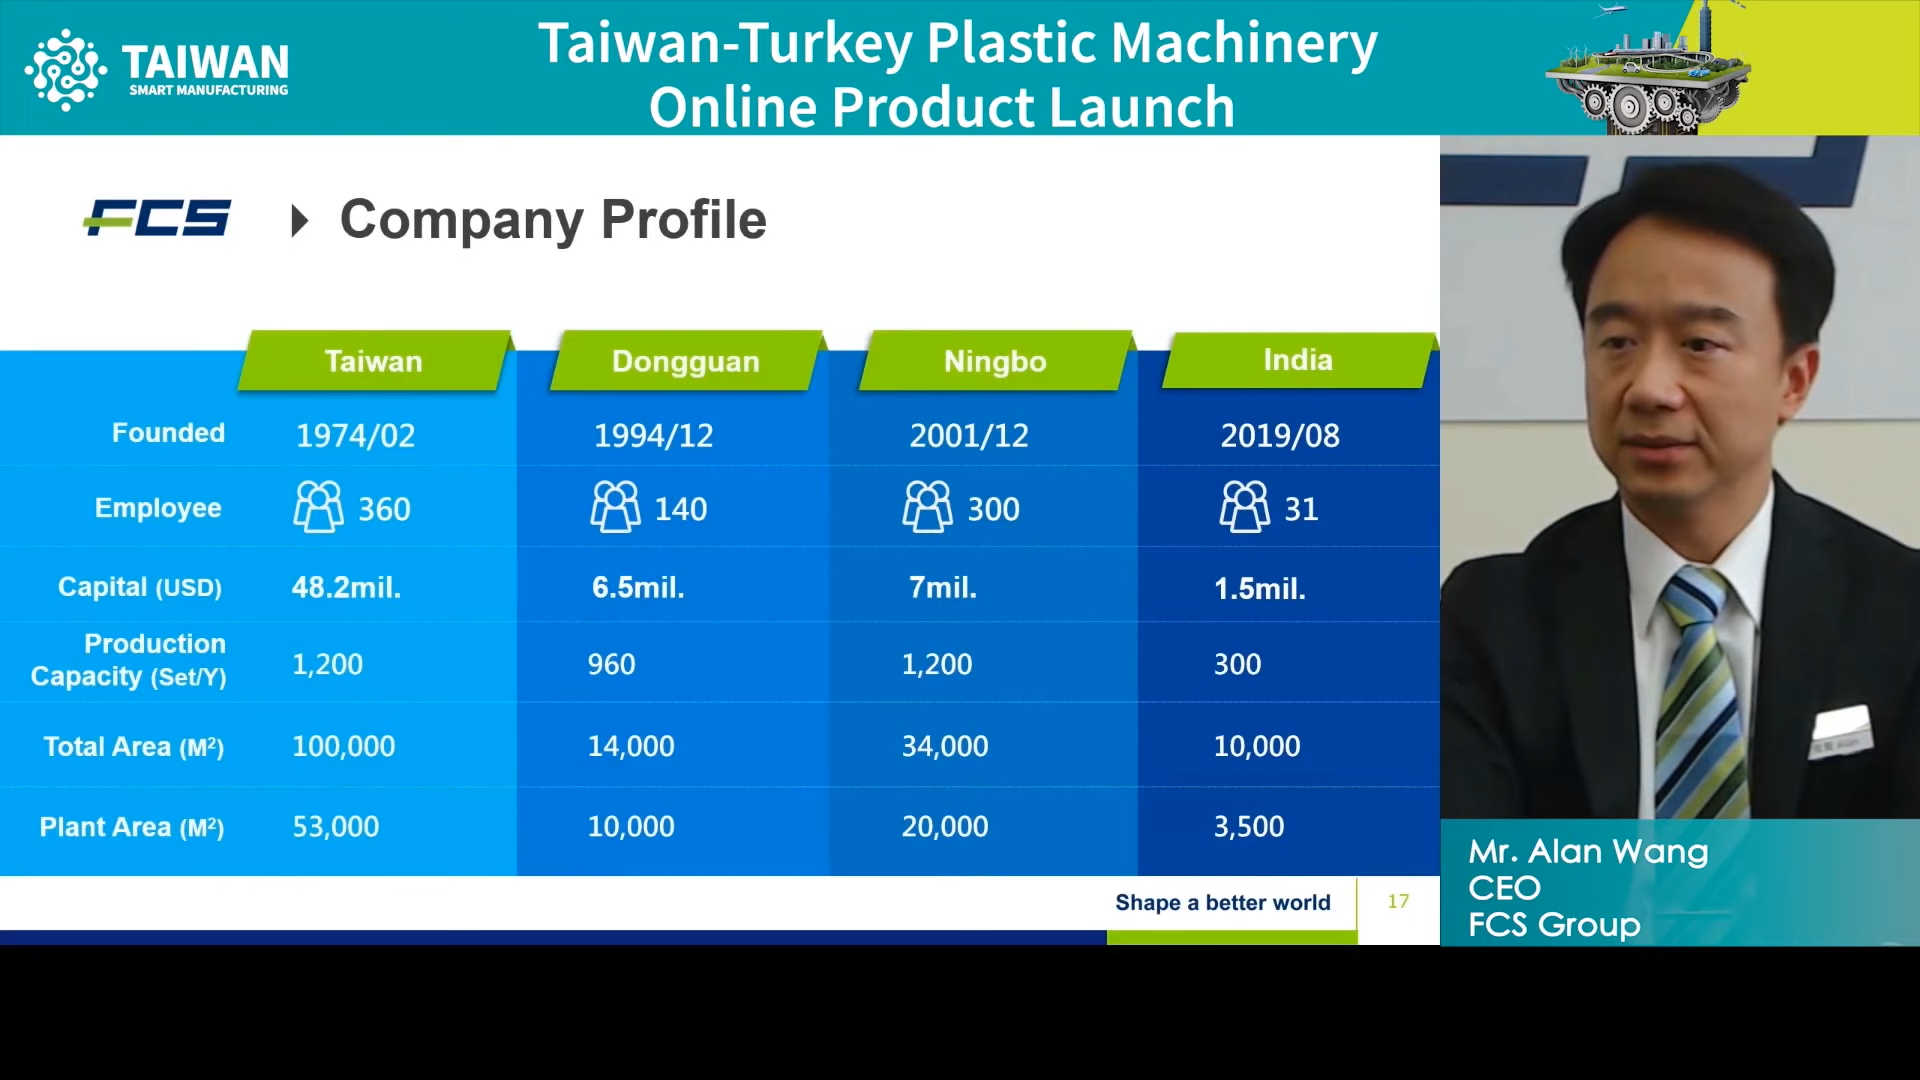 TAIWAN
SMART MANUFACTURING
Taiwan-Turkey Plastic Machinery
Online Product Launch
FCS
Company Profile
Taiwan Dongguan Ningbo India
Founded 1974/02 1994/12 2001/12 2019/08
Employee 360 140 300 31
Capital (USD) 48.2mil. 6.5mil. 7mil. 1.5mil.
Production
Capacity (Set/Y) 1,200 960 1,200 300
Total Area (M²) 100,000 14,000 34,000 10,000
Plant Area (M²) 53,000 10,000 20,000 3,500
Shape a better world 17
Mr. Alan Wang
CEO
FCS Group